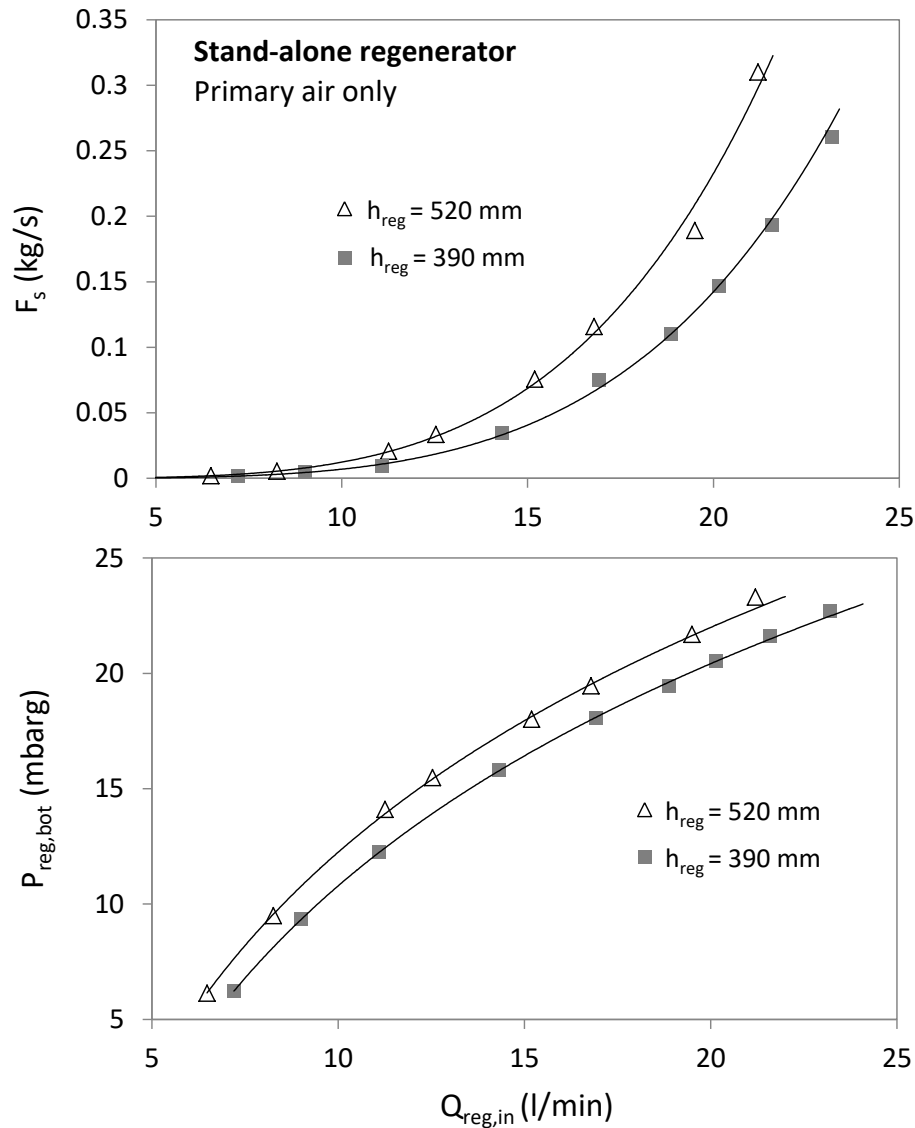 0.35
Stand-alone regenerator
Primary air only
0.3
0.25
0.2
0.15
0.1
0.05
0
F_s (kg/s)
h_reg = 520 mm
h_reg = 390 mm
5 10 15 20 25
25
20
15
10
5
P_reg,bot (mbarg)
h_reg = 520 mm
h_reg = 390 mm
5 10 15 20 25
Q_reg,in (l/min)